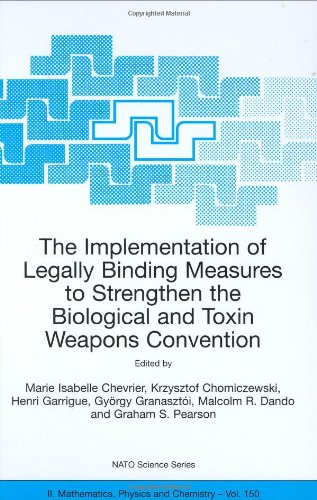 The Implementation of
Legally Binding Measures
to Strengthen the
Biological and Toxin
Weapons Convention
Edited by
Marie Isabelle Chevrier, Krzysztof Chomiczewski,
Henri Garrigue, György Granasztói, Malcolm R. Dando
and Graham S. Pearson
NATO Science Series
II. Mathematics, Physics and Chemistry – Vol. 150